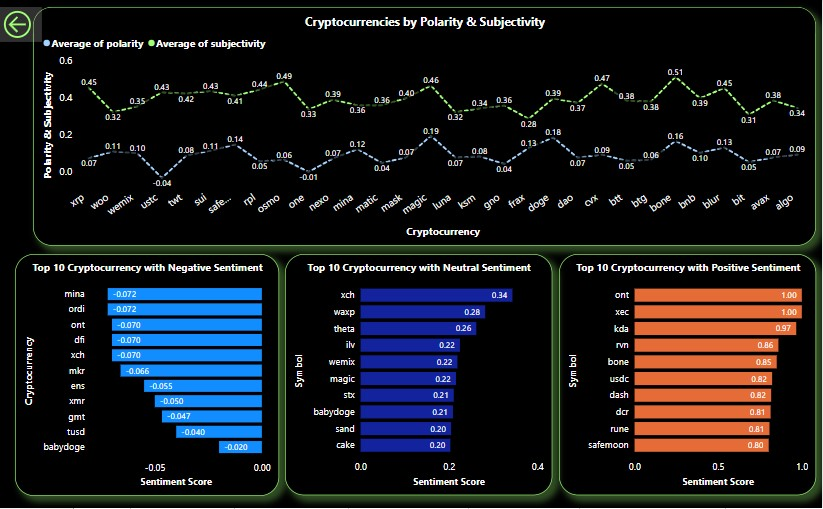 Cryptocurrencies by Polarity & Subjectivity
Average of polarity Average of subjectivity
Polarity & Subjectivity
0.6
0.4
0.2
0.0
0.45 0.32 0.35 0.43 0.42 0.43 0.41 0.44 0.49 0.33 0.39 0.36 0.36 0.40 0.46 0.32 0.34 0.36 0.28 0.39 0.37 0.47 0.38 0.38 0.51 0.39 0.45 0.31 0.38 0.34
0.07 0.11 0.10 -0.04 0.08 0.11 0.14 0.05 0.06 -0.01 0.07 0.12 0.04 0.07 0.19 0.07 0.08 0.04 0.13 0.18 0.07 0.09 0.05 0.06 0.16 0.10 0.13 0.05 0.07 0.09
xrp woo wemix ustc twt sui safe... rpl osmo one nexo mina matic mask magic luna ksm gno frax doge dao cvx btt btg bone bnb blur bit avax algo
Cryptocurrency
Top 10 Cryptocurrency with Negative Sentiment
Cryptocurrency
mina -0.072
ordi -0.072
ont -0.070
dfi -0.070
xch -0.070
mkr -0.066
ens -0.055
xmr -0.050
gmt -0.047
tusd -0.040
babydoge -0.020
-0.05 0.00
Sentiment Score
Top 10 Cryptocurrency with Neutral Sentiment
Sym bol
xch 0.34
waxp 0.28
theta 0.26
ilv 0.22
wemix 0.22
magic 0.22
stx 0.21
babydoge 0.21
sand 0.20
cake 0.20
0.0 0.2 0.4
Sentiment Score
Top 10 Cryptocurrency with Positive Sentiment
Sym bol
ont 1.00
xec 1.00
kda 0.97
rvn 0.86
bone 0.85
usdc 0.82
dash 0.82
dcr 0.81
rune 0.81
safemoon 0.80
0.0 0.5 1.0
Sentiment Score